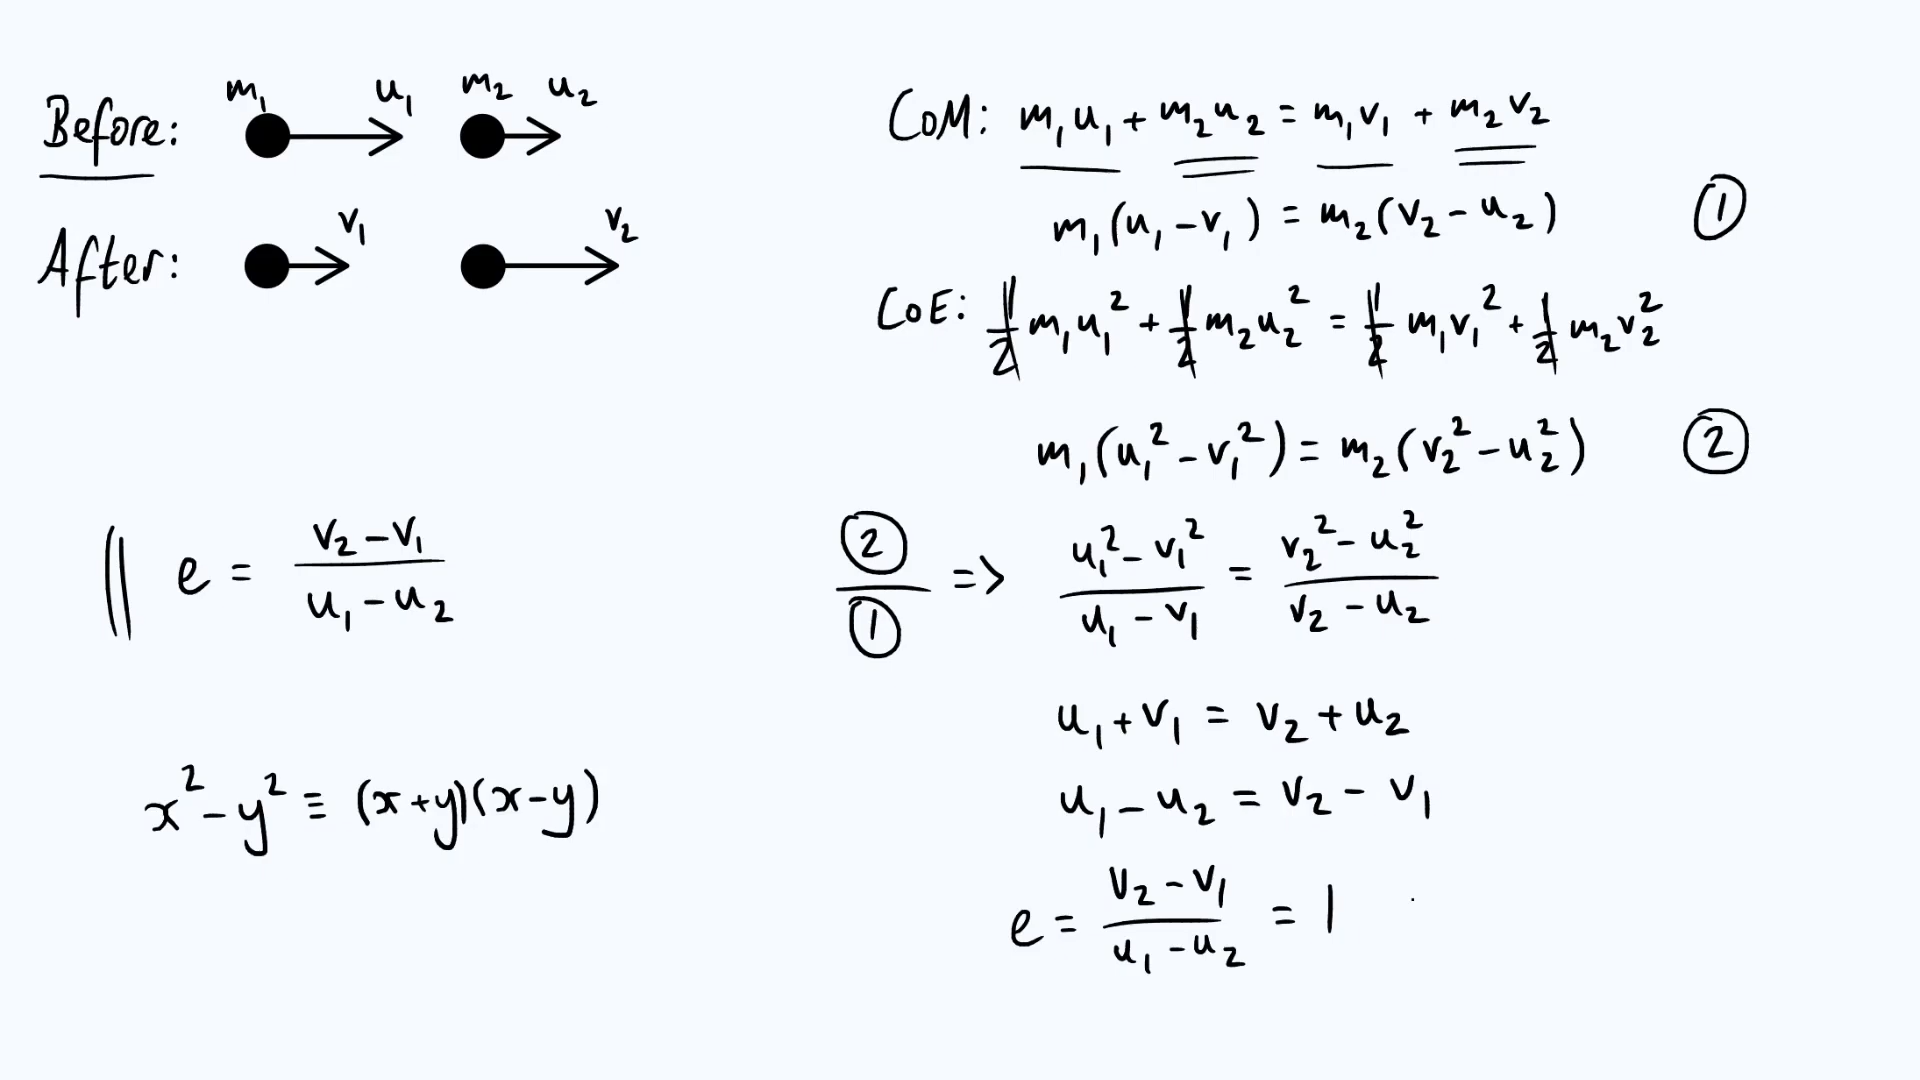 m₁ u₁ m₂ u₂
Before:
v₁ v₂
After:
e = (v₂ - v₁)/(u₁ - u₂)
x² - y² ≡ (x+y)(x-y)
CoM: m₁u₁ + m₂u₂ = m₁v₁ + m₂v₂
m₁(u₁ - v₁) = m₂(v₂ - u₂) ①
CoE: ½m₁u₁² + ½m₂u₂² = ½m₁v₁² + ½m₂v₂²
m₁(u₁² - v₁²) = m₂(v₂² - u₂²) ②
②/① => (u₁² - v₁²)/(u₁ - v₁) = (v₂² - u₂²)/(v₂ - u₂)
u₁ + v₁ = v₂ + u₂
u₁ - u₂ = v₂ - v₁
e = (v₂ - v₁)/(u₁ - u₂) = 1